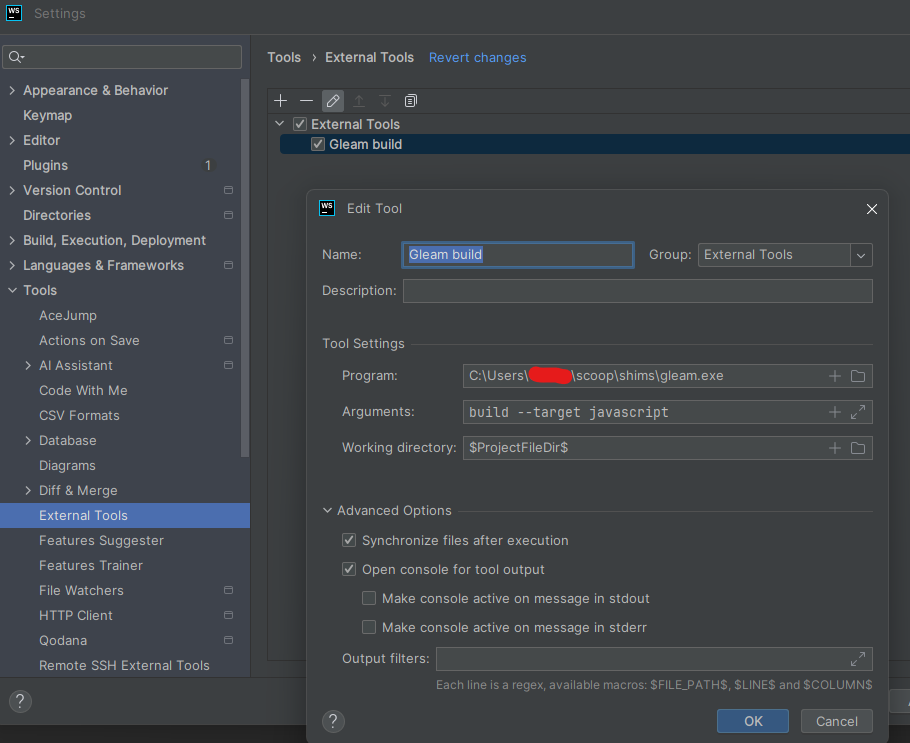 WS Settings
Tools › External Tools Revert changes
Appearance & Behavior
Keymap
Editor
Plugins 1
Version Control
Directories
Build, Execution, Deployment
Languages & Frameworks
Tools
AceJump
Actions on Save
AI Assistant
Code With Me
CSV Formats
Database
Diagrams
Diff & Merge
External Tools
Features Suggester
Features Trainer
File Watchers
HTTP Client
Qodana
Remote SSH External Tools
?
External Tools
Gleam build
WS Edit Tool
Name: Gleam build Group: External Tools
Description:
Tool Settings
Program: C:\Users\ \scoop\shims\gleam.exe
Arguments: build --target javascript
Working directory: $ProjectFileDir$
Advanced Options
Synchronize files after execution
Open console for tool output
Make console active on message in stdout
Make console active on message in stderr
Output filters:
Each line is a regex, available macros: $FILE_PATH$, $LINE$ and $COLUMN$
? OK Cancel